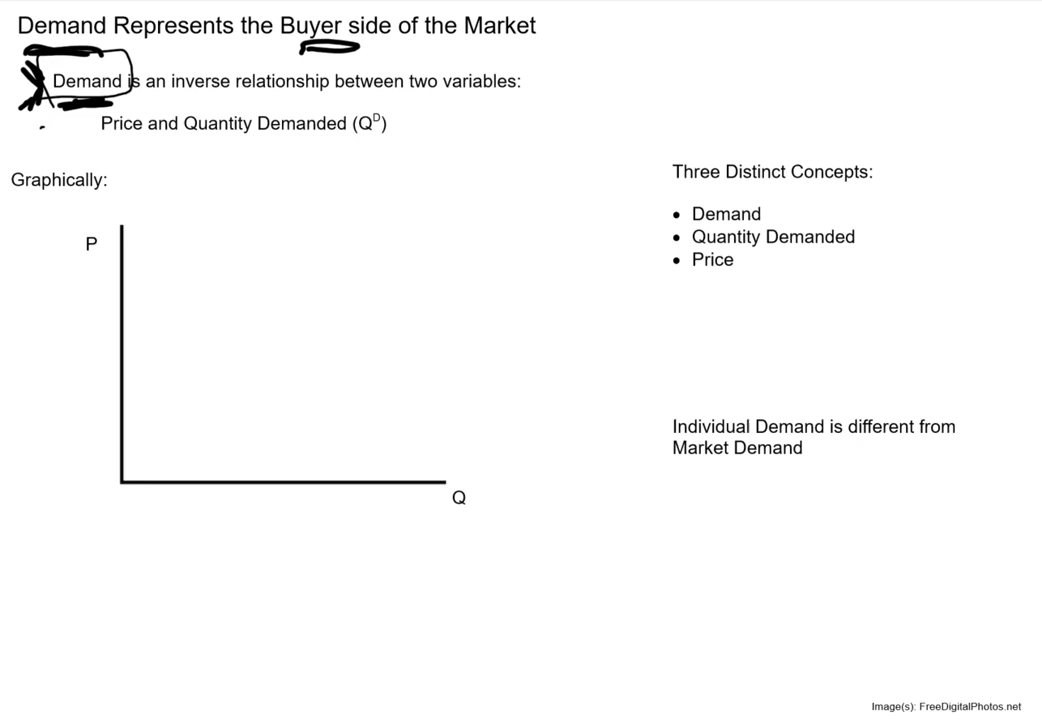 Demand Represents the Buyer side of the Market
Demand is an inverse relationship between two variables:
Price and Quantity Demanded (Qᴰ)
Graphically:
P
Q
Three Distinct Concepts:
• Demand
• Quantity Demanded
• Price
Individual Demand is different from
Market Demand
Image(s): FreeDigitalPhotos.net